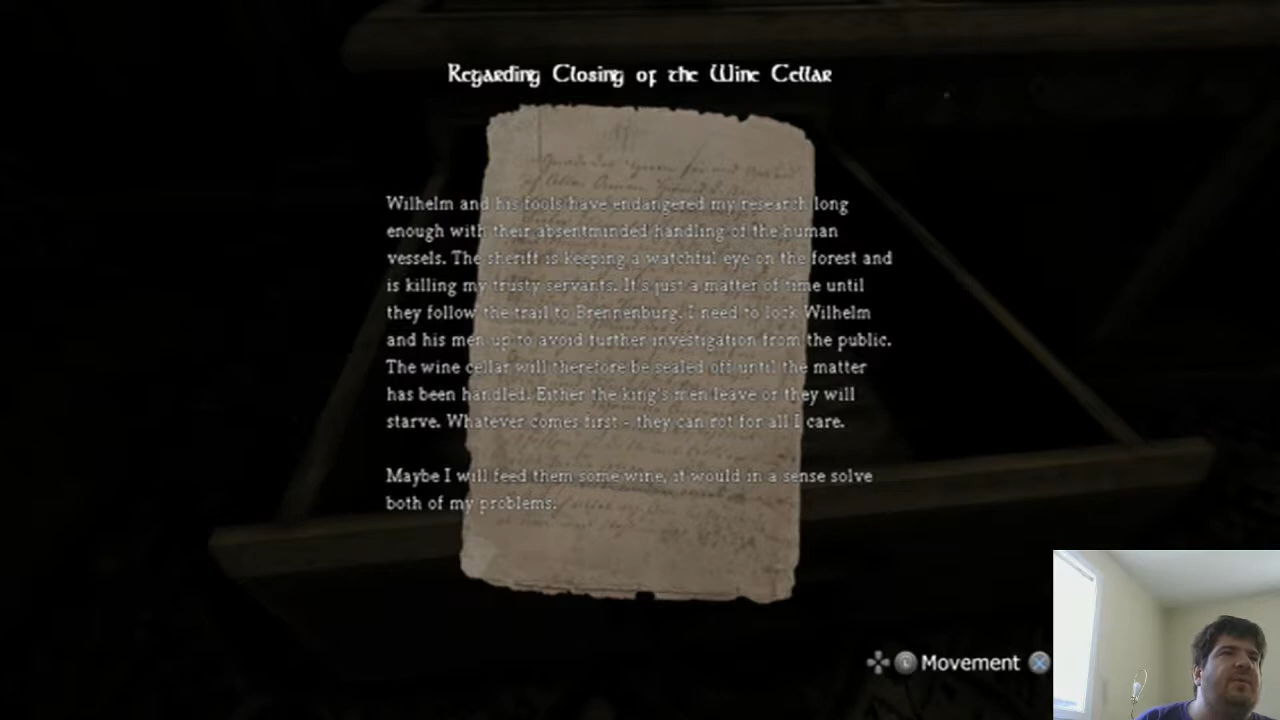 Regarding Closing of the Wine Cellar
Wilhelm and his fools have endangered my research long
enough with their absentminded handling of the human
vessels. The sheriff is keeping a watchful eye on the forest and
is killing my trusty servants. It's just a matter of time until
they follow the trail to Brennenburg. I need to lock Wilhelm
and his men up to avoid further investigation from the public.
The wine cellar will therefore be sealed off until the matter
has been handled. Either the king's men leave or they will
starve. Whatever comes first - they can rot for all I care.
Maybe I will feed them some wine, it would in a sense solve
both of my problems.
Movement